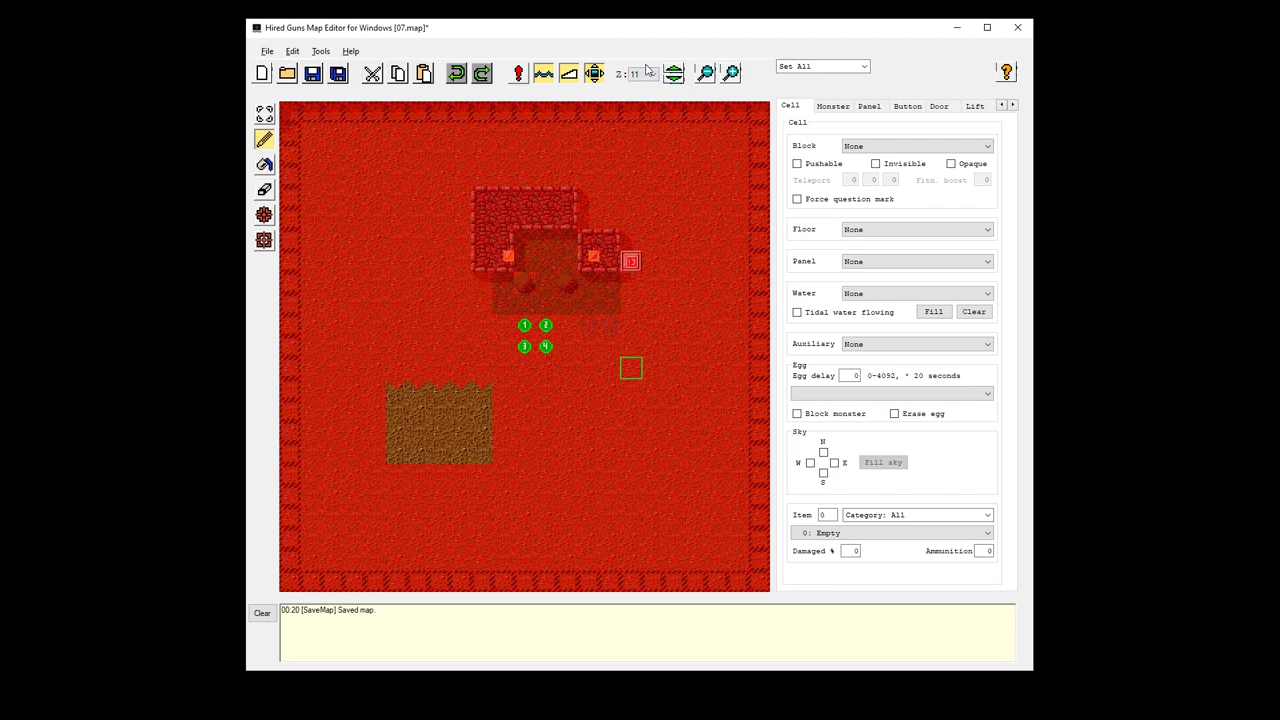 Hired Guns Map Editor for Windows [07.map]*
File Edit Tools Help
Z: 11
Set All
Cell Monster Panel Button Door Lift
Cell
Block None
Pushable Invisible Opaque
Teleport 0 0 0 Fitn. boost 0
Force question mark
Floor None
Panel None
Water None
Tidal water flowing Fill Clear
1 2
3 4
Auxiliary None
Egg
Egg delay 0 0-4092, * 20 seconds
Block monster Erase egg
Sky
N
W E Fill sky
S
Item 0 Category: All
0: Empty
Damaged % 0 Ammunition 0
Clear 00:20 [SaveMap] Saved map.